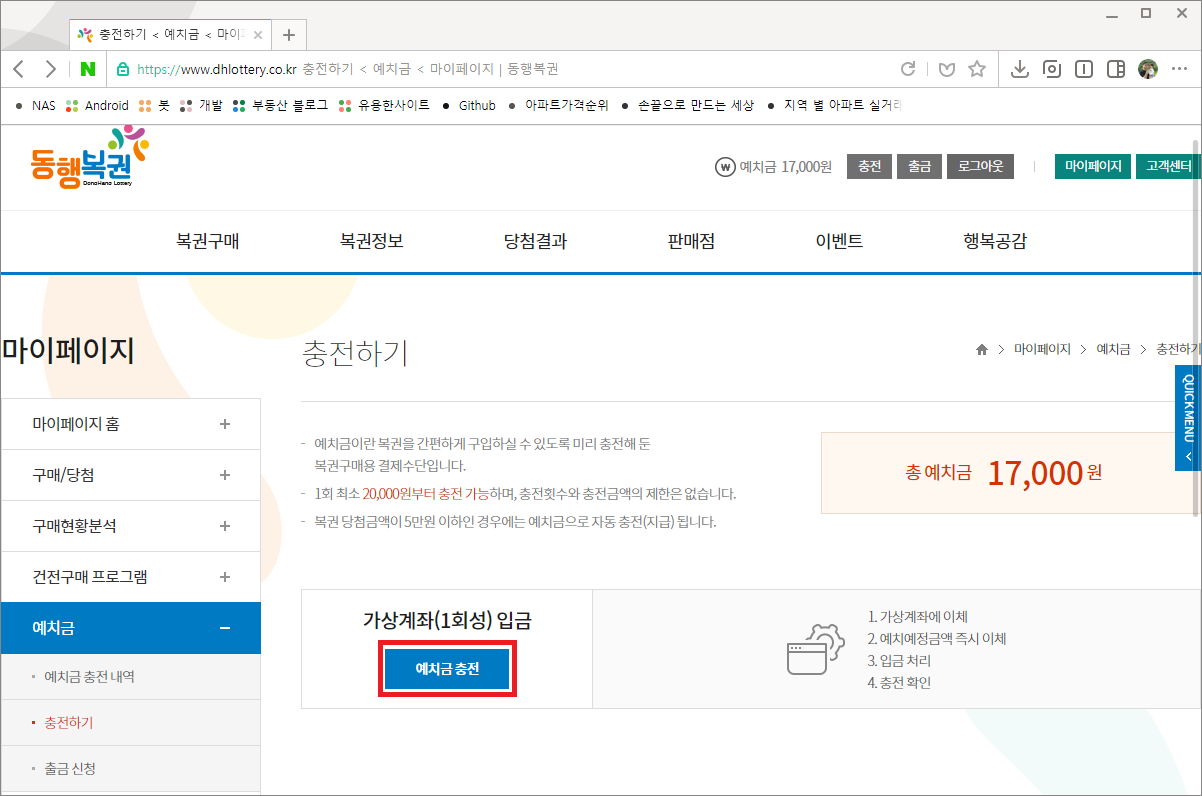 충전하기 < 예치금 < 마이
https://www.dhlottery.co.kr 충전하기 < 예치금 < 마이페이지 | 동행복권
NAS Android 봇 개발 부동산 블로그 유용한사이트 Github 아파트가격순위 손끝으로 만드는 세상 지역 별 아파트 실거래
동행복권
DongHang Lottery
예치금 17,000원 충전 출금 로그아웃 마이페이지 고객센터
복권구매 복권정보 당첨결과 판매점 이벤트 행복공감
마이페이지
충전하기
마이페이지 > 예치금 > 충전하기
QUICK MENU
마이페이지 홈 +
구매/당첨 +
구매현황분석 +
건전구매 프로그램 +
예치금 −
· 예치금 충전 내역
· 충전하기
· 출금 신청
- 예치금이란 복권을 간편하게 구입하실 수 있도록 미리 충전해 둔
복권구매용 결제수단입니다.
- 1회 최소 20,000원부터 충전 가능하며, 충전횟수와 충전금액의 제한은 없습니다.
- 복권 당첨금액이 5만원 이하인 경우에는 예치금으로 자동 충전(지급) 됩니다.
총 예치금 17,000 원
가상계좌(1회성) 입금
예치금 충전
1. 가상계좌에 이체
2. 예치예정금액 즉시 이체
3. 입금 처리
4. 충전 확인